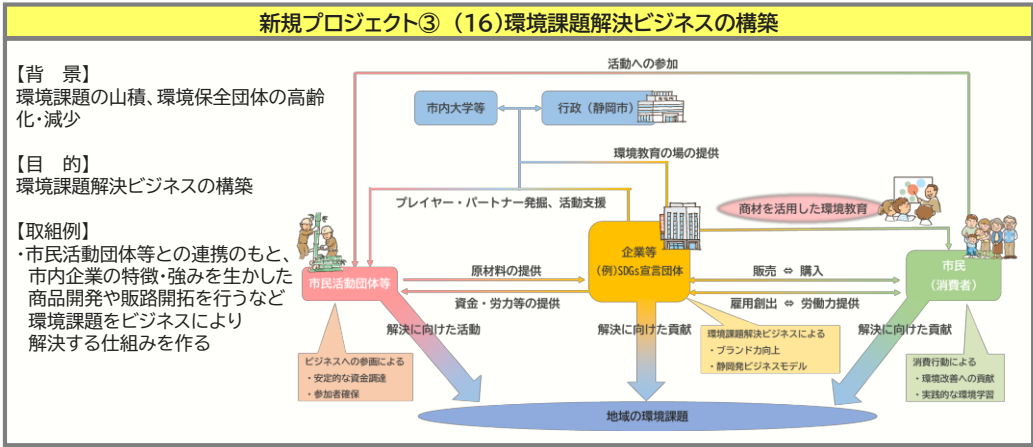 新規プロジェクト③ (16)環境課題解決ビジネスの構築
【背　景】
環境課題の山積、環境保全団体の高齢
化・減少
【目　的】
環境課題解決ビジネスの構築
【取組例】
・市民活動団体等との連携のもと、
市内企業の特徴・強みを生かした
商品開発や販路開拓を行うなど
環境課題をビジネスにより
解決する仕組みを作る
活動への参加
市内大学等
行政（静岡市）
環境教育の場の提供
プレイヤー・パートナー発掘、活動支援
商材を活用した環境教育
市民活動団体等
原材料の提供
資金・労力等の提供
企業等
(例)SDGs宣言団体
販売 ⇔ 購入
雇用創出 ⇔ 労働力提供
市民
（消費者）
解決に向けた活動
解決に向けた貢献
解決に向けた貢献
ビジネスへの参画による
・安定的な資金調達
・参加者確保
環境課題解決ビジネスによる
・ブランド力向上
・静岡発ビジネスモデル
消費行動による
・環境改善への貢献
・実践的な環境学習
地域の環境課題